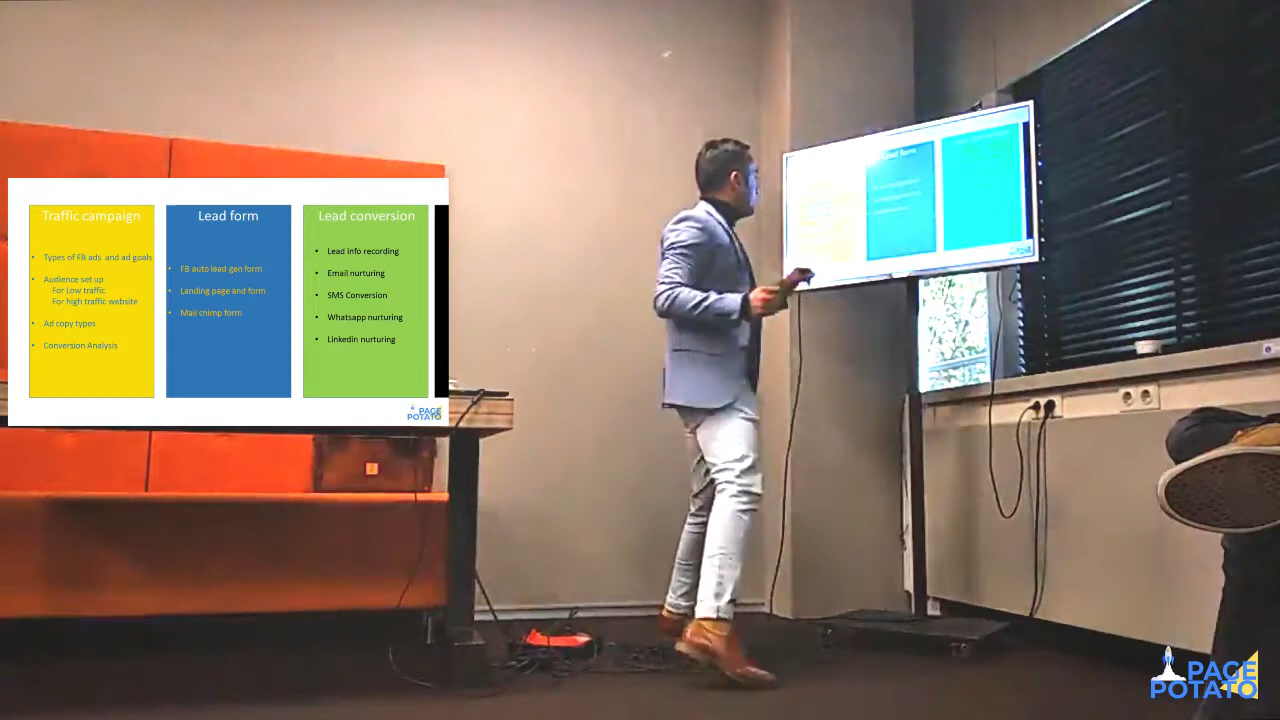 Traffic campaign
Types of FB ads and ad goals
Audience set up
For Low traffic
For high traffic website
Ad copy types
Conversion Analysis
Lead form
FB auto lead gen form
Landing page and form
Mail chimp form
Lead conversion
Lead info recording
Email nurturing
SMS Conversion
Whatsapp nurturing
Linkedin nurturing
PAGE
POTATO
PAGE
POTATO